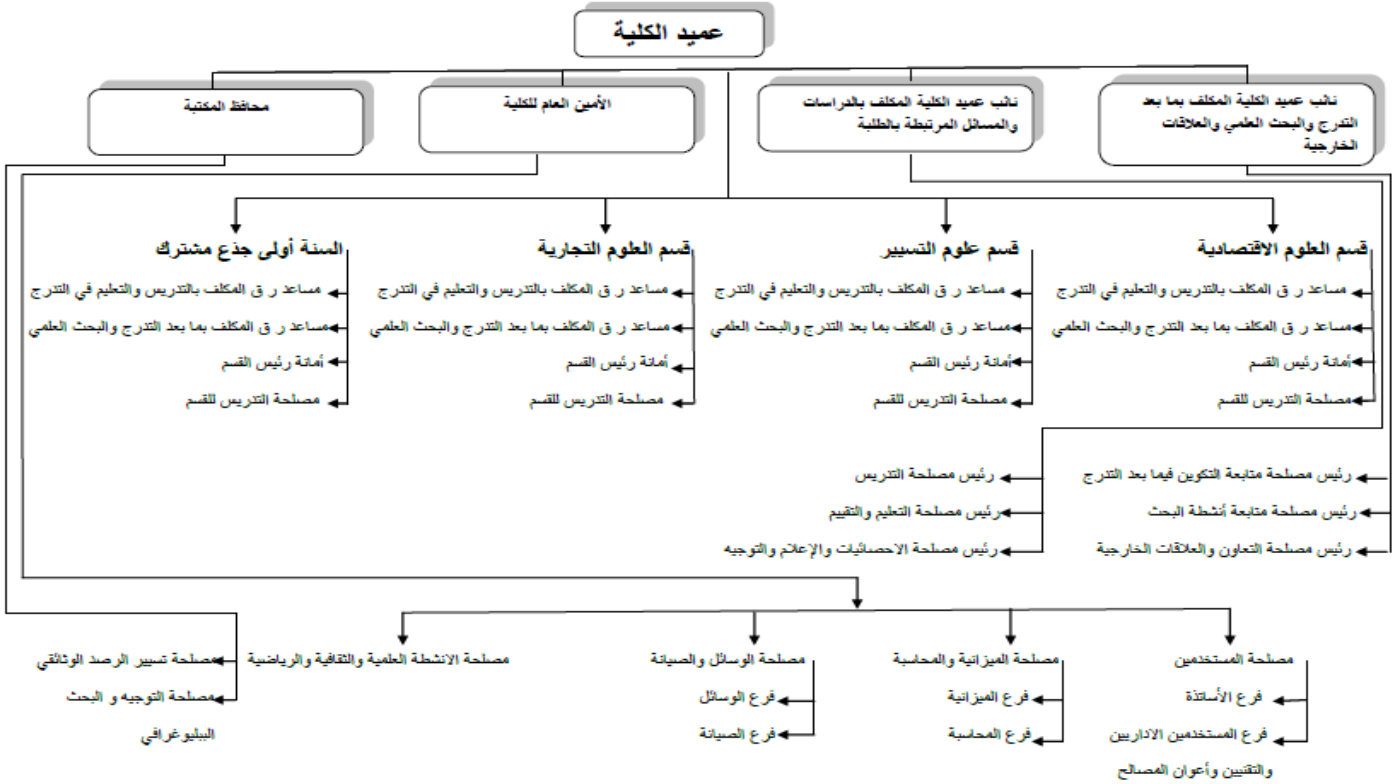 عميد الكلية
نائب عميد الكلية المكلف بما بعد
التدرج والبحث العلمي والعلاقات
الخارجية
نائب عميد الكلية المكلف بالدراسات
والمسائل المرتبطة بالطلبة
الأمين العام للكلية
محافظ المكتبة
قسم العلوم الاقتصادية
مساعد ر ق المكلف بالتدريس والتعليم في التدرج
مساعد ر ق المكلف بما بعد التدرج والبحث العلمي
أمانة رئيس القسم
مصلحة التدريس للقسم
قسم علوم التسيير
مساعد ر ق المكلف بالتدريس والتعليم في التدرج
مساعد ر ق المكلف بما بعد التدرج والبحث العلمي
أمانة رئيس القسم
مصلحة التدريس للقسم
قسم العلوم التجارية
مساعد ر ق المكلف بالتدريس والتعليم في التدرج
مساعد ر ق المكلف بما بعد التدرج والبحث العلمي
أمانة رئيس القسم
مصلحة التدريس للقسم
السنة أولى جذع مشترك
مساعد ر ق المكلف بالتدريس والتعليم في التدرج
مساعد ر ق المكلف بما بعد التدرج والبحث العلمي
أمانة رئيس القسم
مصلحة التدريس للقسم
رئيس مصلحة متابعة التكوين فيما بعد التدرج
رئيس مصلحة متابعة أنشطة البحث
رئيس مصلحة التعاون والعلاقات الخارجية
رئيس مصلحة التدريس
رئيس مصلحة التعليم والتقييم
رئيس مصلحة الاحصائيات والإعلام والتوجيه
مصلحة المستخدمين
فرع الأساتذة
فرع المستخدمين الاداريين
والتقنيين وأعوان المصالح
مصلحة الميزانية والمحاسبة
فرع الميزانية
فرع المحاسبة
مصلحة الوسائل والصيانة
فرع الوسائل
فرع الصيانة
مصلحة الانشطة العلمية والثقافية والرياضية
مصلحة تسيير الرصد الوثائقي
مصلحة التوجيه و البحث
الببليوغرافي